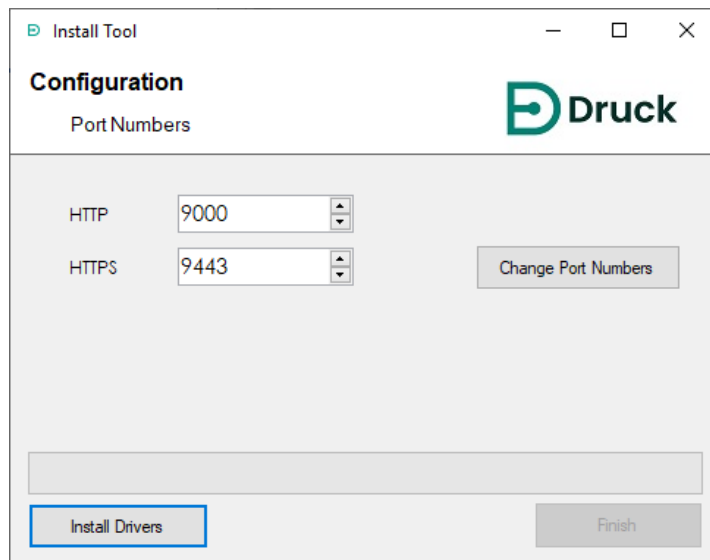 Install Tool
Configuration
Port Numbers
Druck
HTTP 9000
HTTPS 9443
Change Port Numbers
Install Drivers
Finish